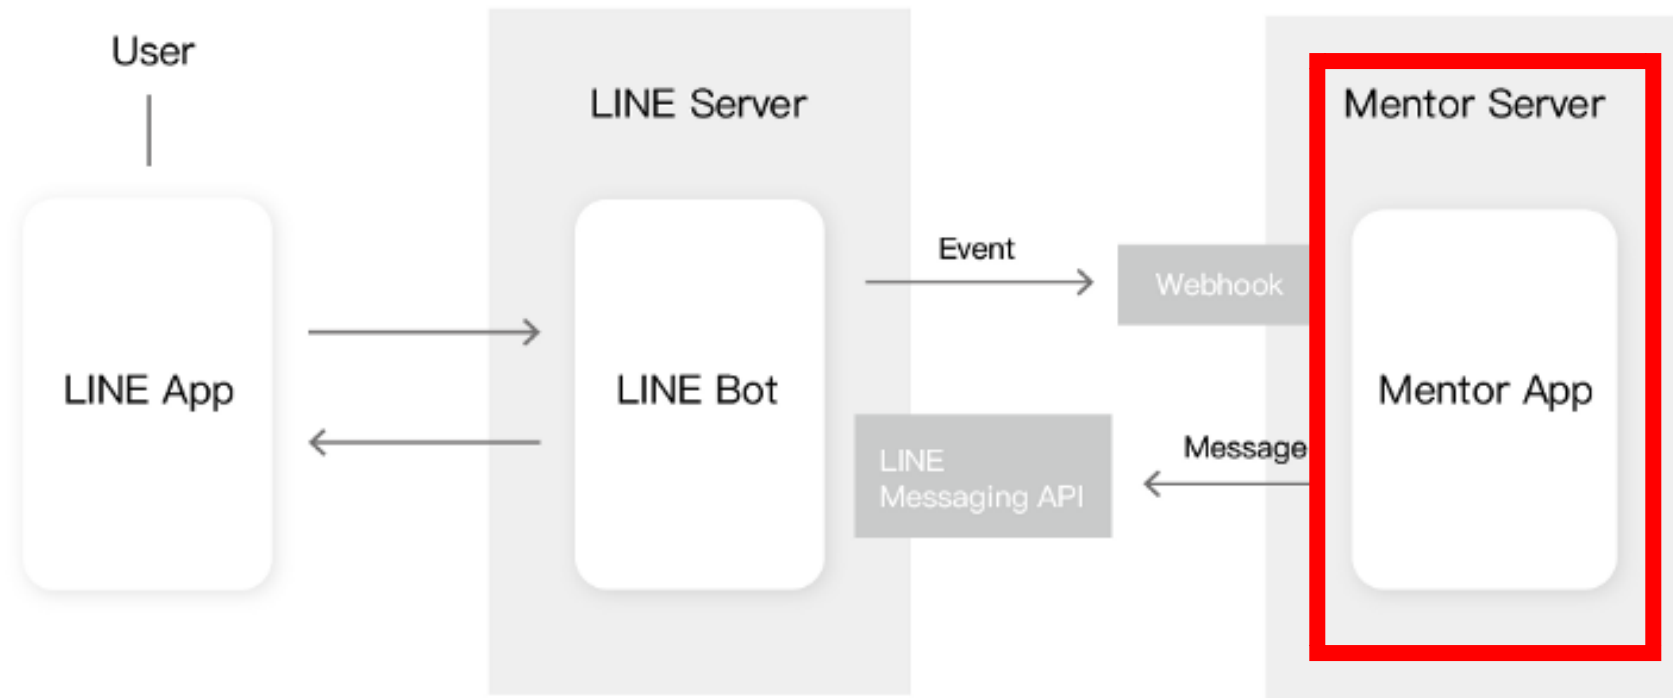 User
LINE Server
Mentor Server
Event
Webhook
LINE App
LINE Bot
Mentor App
Message
LINE
Messaging API